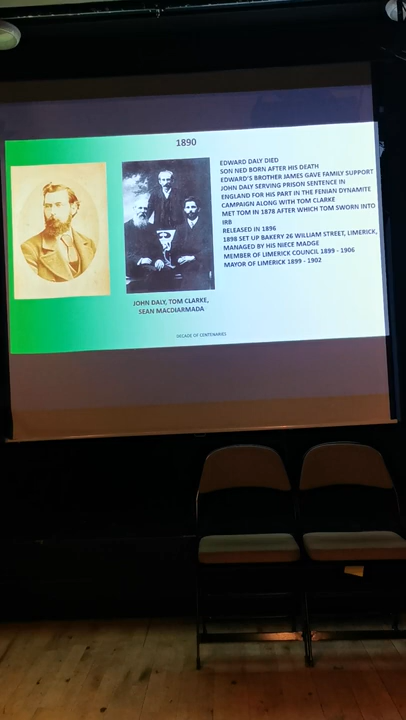 1890
EDWARD DALY DIED
SON NED BORN AFTER HIS DEATH
EDWARD'S BROTHER JAMES GAVE FAMILY SUPPORT
JOHN DALY SERVING PRISON SENTENCE IN
ENGLAND FOR HIS PART IN THE FENIAN DYNAMITE
CAMPAIGN ALONG WITH TOM CLARKE
MET TOM IN 1878 AFTER WHICH TOM SWORN INTO
IRB
RELEASED IN 1896
1898 SET UP BAKERY 26 WILLIAM STREET, LIMERICK,
MANAGED BY HIS NIECE MADGE
MEMBER OF LIMERICK COUNCIL 1899 - 1906
MAYOR OF LIMERICK 1899 - 1902
JOHN DALY, TOM CLARKE,
SEAN MACDIARMADA
DECADE OF CENTENARIES